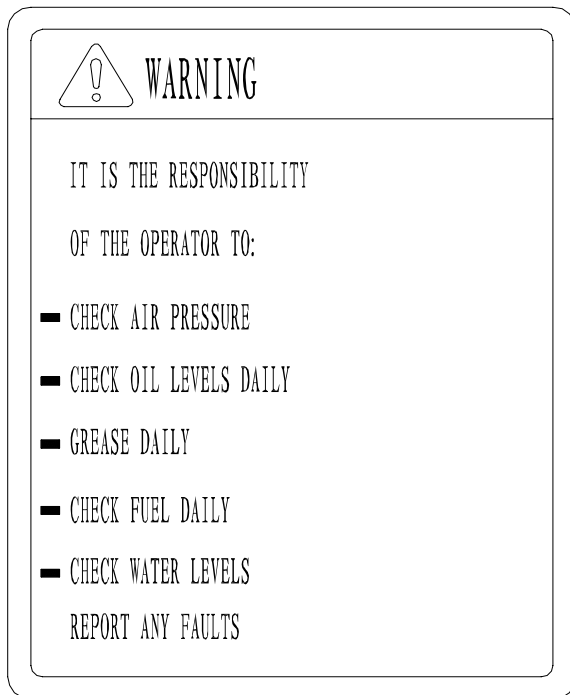 WARNING
IT IS THE RESPONSIBILITY
OF THE OPERATOR TO:
CHECK AIR PRESSURE
CHECK OIL LEVELS DAILY
GREASE DAILY
CHECK FUEL DAILY
CHECK WATER LEVELS
REPORT ANY FAULTS